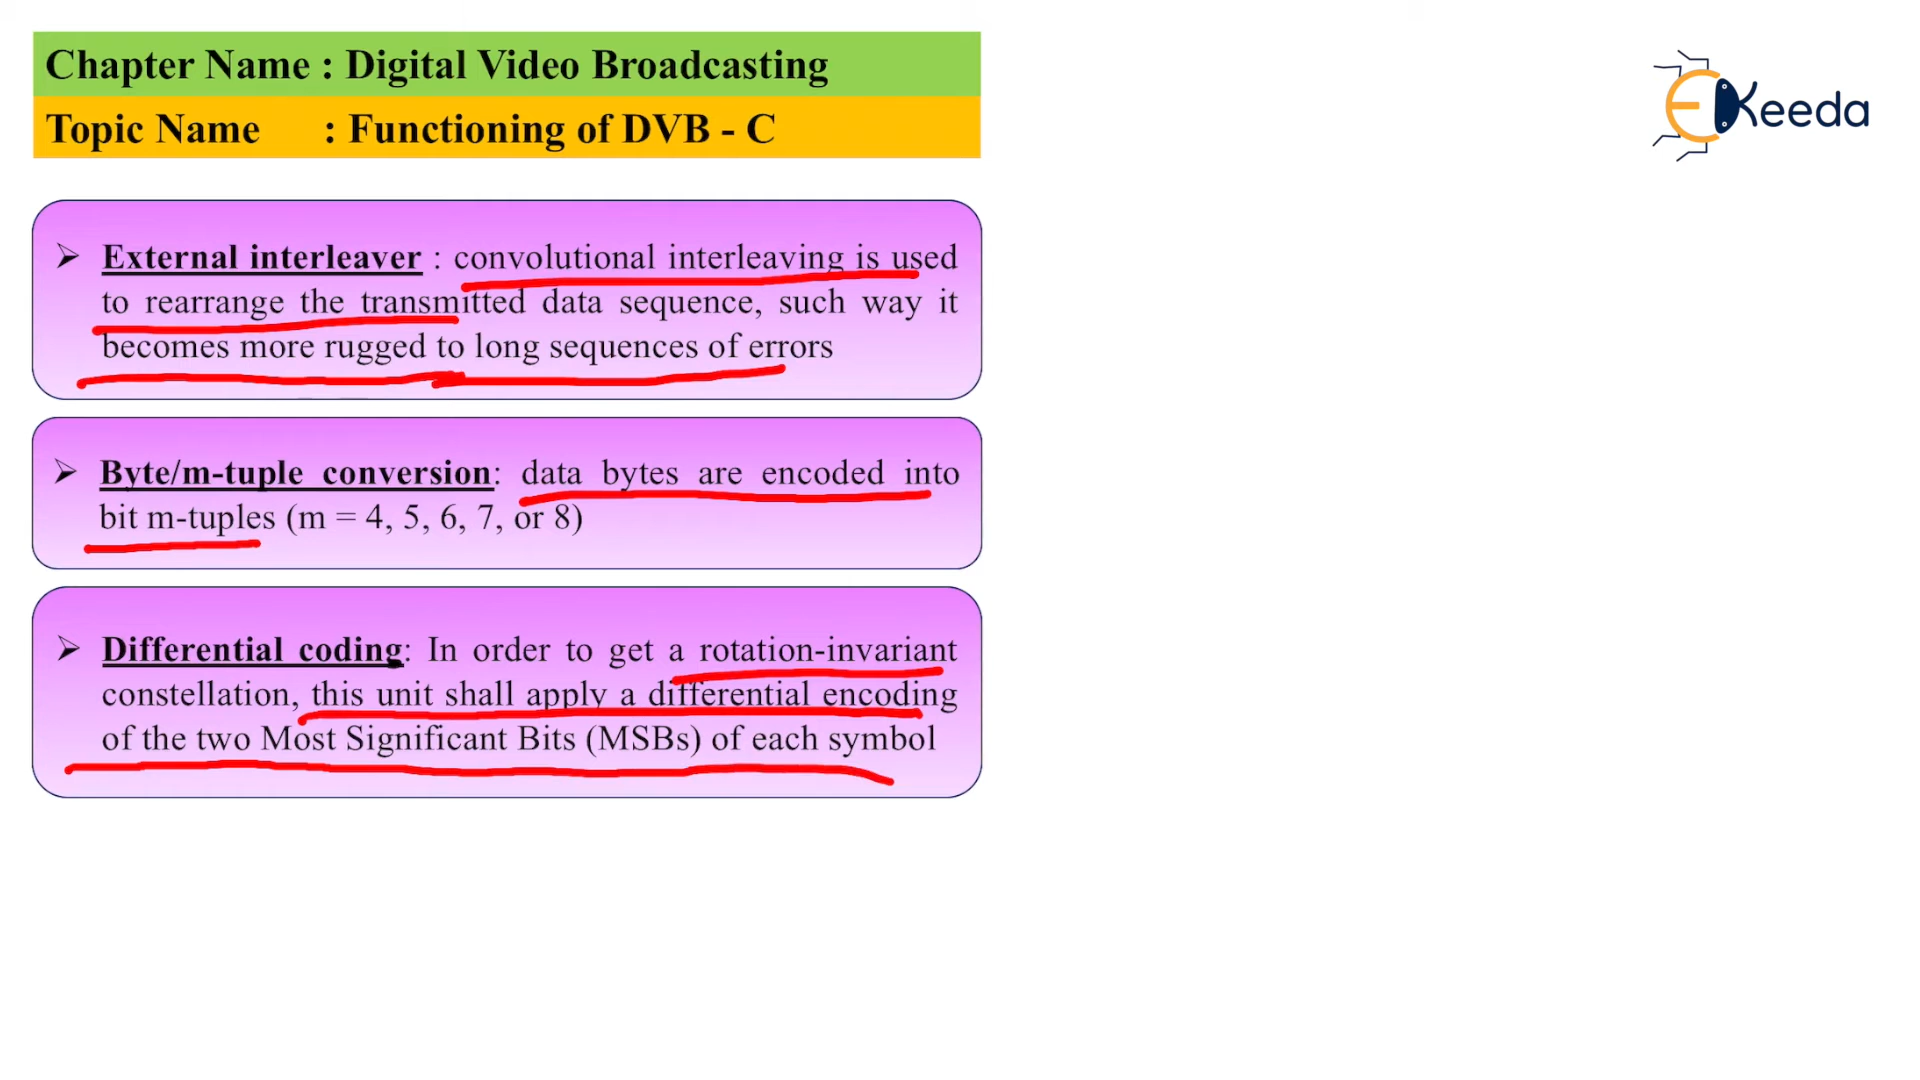 Chapter Name : Digital Video Broadcasting
Topic Name : Functioning of DVB - C
EKeeda
➢ External interleaver : convolutional interleaving is used
to rearrange the transmitted data sequence, such way it
becomes more rugged to long sequences of errors
➢ Byte/m-tuple conversion: data bytes are encoded into
bit m-tuples (m = 4, 5, 6, 7, or 8)
➢ Differential coding: In order to get a rotation-invariant
constellation, this unit shall apply a differential encoding
of the two Most Significant Bits (MSBs) of each symbol